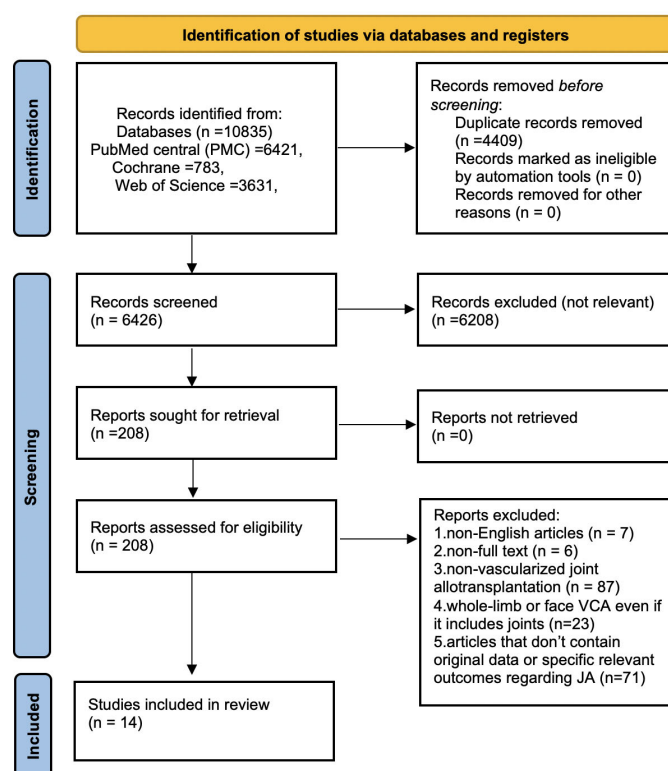 Identification of studies via databases and registers
Identification
Records identified from:
Databases (n =10835)
PubMed central (PMC) =6421,
Cochrane =783,
Web of Science =3631,
Records removed before
screening:
Duplicate records removed
(n =4409)
Records marked as ineligible
by automation tools (n = 0)
Records removed for other
reasons (n = 0)
Screening
Records screened
(n = 6426)
Records excluded (not relevant)
(n =6208)
Reports sought for retrieval
(n =208)
Reports not retrieved
(n =0)
Reports assessed for eligibility
(n = 208)
Reports excluded:
1.non-English articles (n = 7)
2.non-full text (n = 6)
3.non-vascularized joint
allotransplantation
(n = 87)
4.whole-limb or face VCA even if
it includes joints (n=23)
5.articles that don’t contain
original data or specific relevant
outcomes regarding JA (n=71)
Included
Studies included in review
(n = 14)